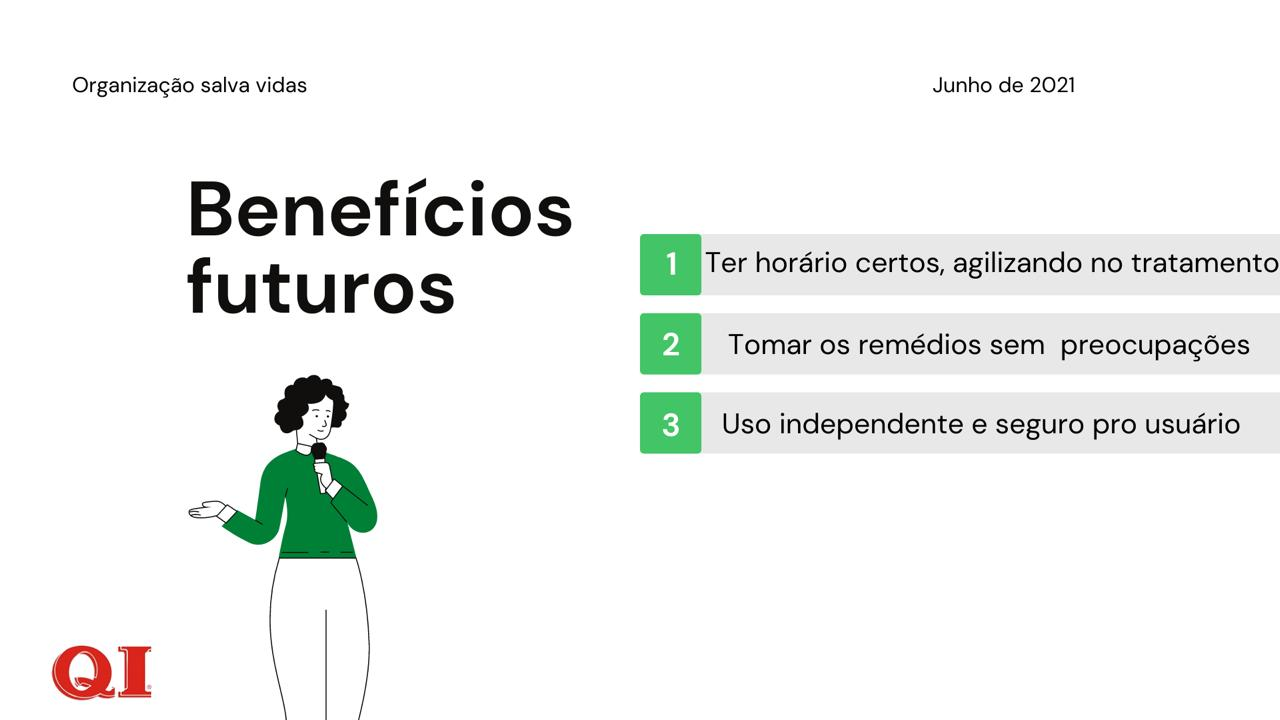 Organização salva vidas
Junho de 2021
Benefícios
futuros
1 Ter horário certos, agilizando no tratamento
2 Tomar os remédios sem  preocupações
3 Uso independente e seguro pro usuário
QI